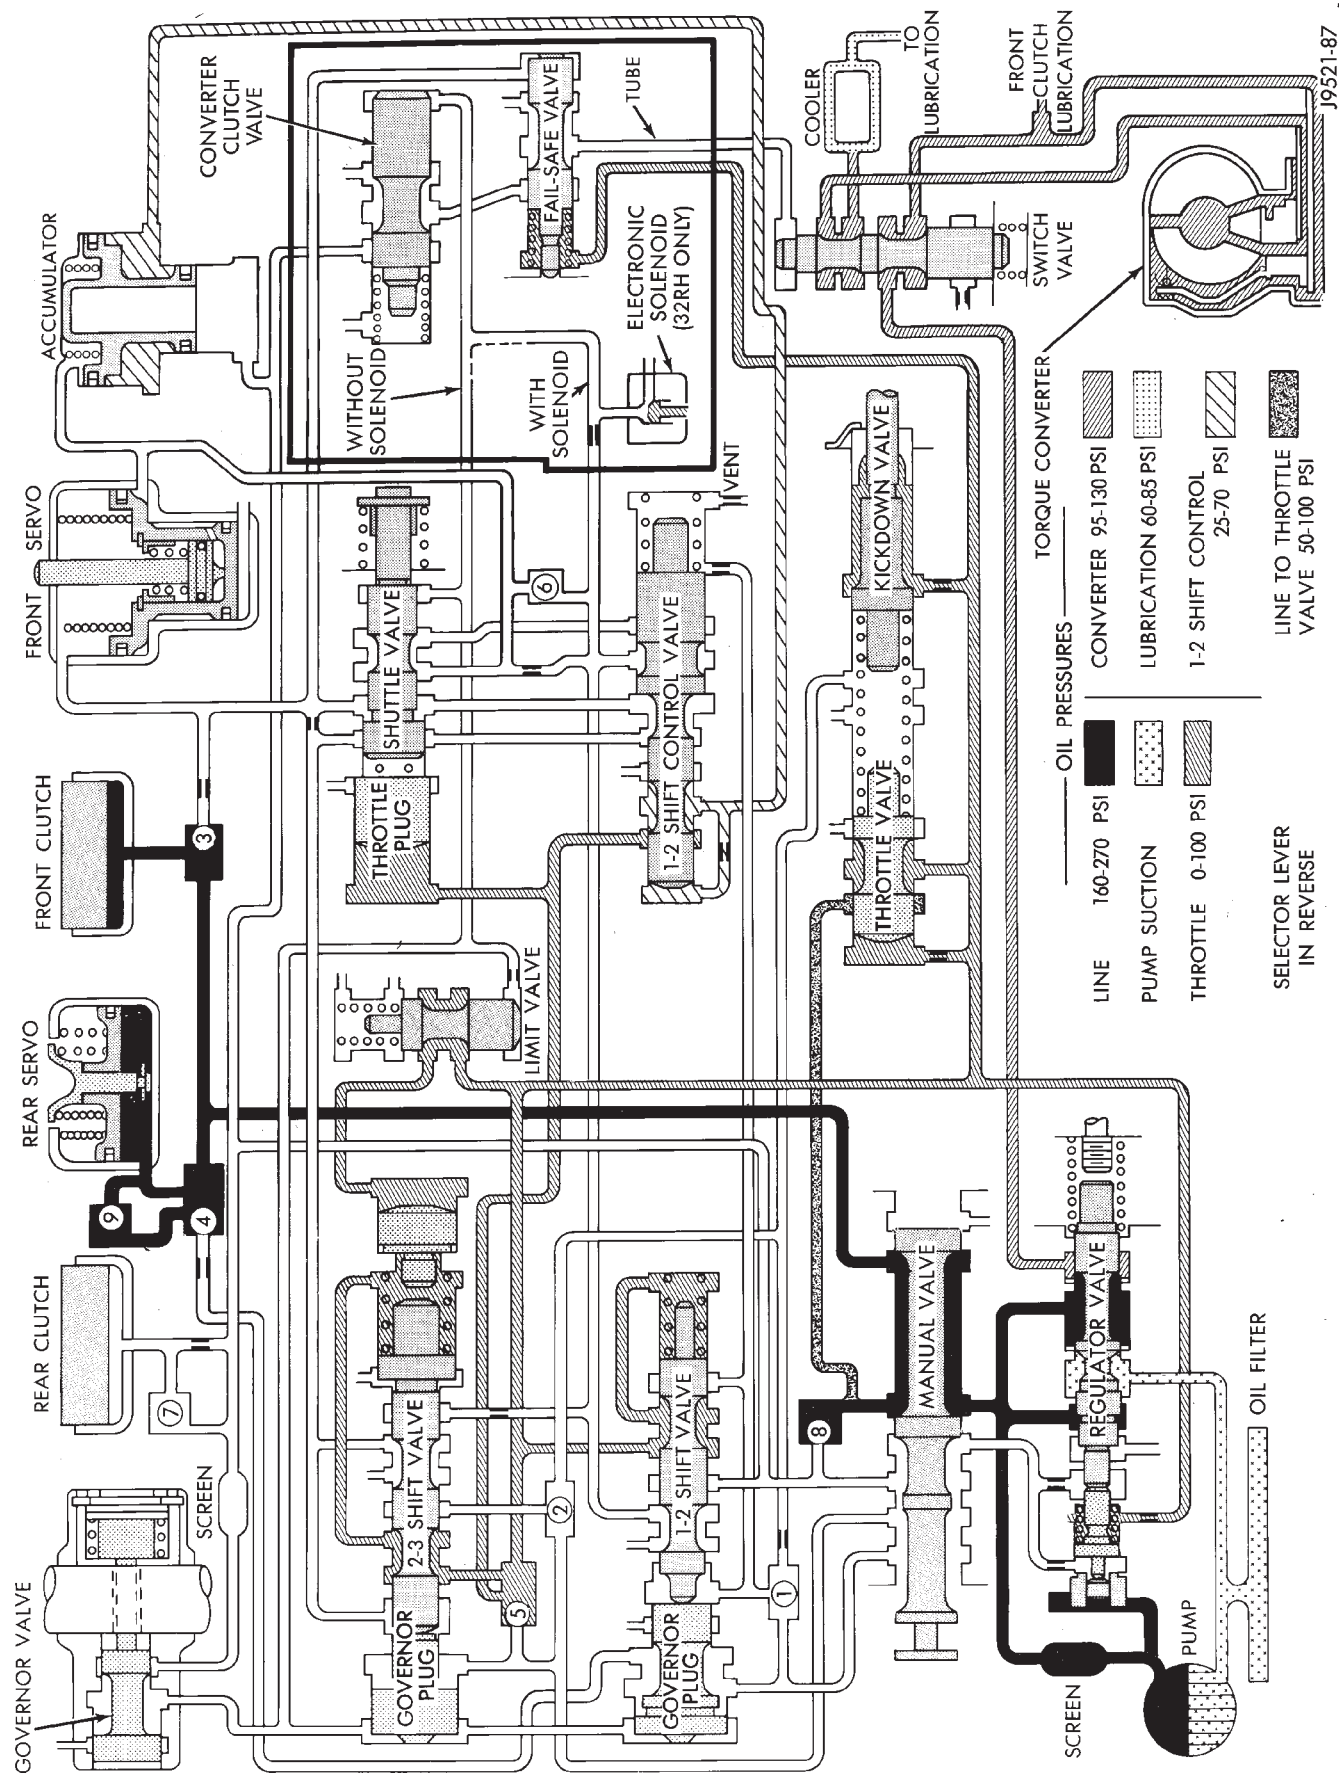 GOVERNOR VALVE
SCREEN
REAR CLUTCH
REAR SERVO
FRONT CLUTCH
FRONT SERVO
ACCUMULATOR
CONVERTER
CLUTCH
VALVE
7
9
4
3
GOVERNOR
PLUG
2-3 SHIFT VALVE
LIMIT VALVE
THROTTLE
PLUG
SHUTTLE VALVE
WITHOUT
SOLENOID
FAIL-SAFE VALVE
TUBE
5
2
6
WITH
SOLENOID
ELECTRONIC
SOLENOID
(32RH ONLY)
GOVERNOR
PLUG
1-2 SHIFT VALVE
1-2 SHIFT CONTROL VALVE
VENT
1
8
COOLER
TO
LUBRICATION
FRONT
CLUTCH
LUBRICATION
SWITCH
VALVE
MANUAL VALVE
THROTTLE VALVE
KICKDOWN VALVE
TORQUE CONVERTER
SCREEN
PUMP
REGULATOR VALVE
OIL FILTER
OIL PRESSURES
LINE 160-270 PSI
PUMP SUCTION
THROTTLE 0-100 PSI
CONVERTER 95-130 PSI
LUBRICATION 60-85 PSI
1-2 SHIFT CONTROL
25-70 PSI
LINE TO THROTTLE
VALVE 50-100 PSI
SELECTOR LEVER
IN REVERSE
J9521-87